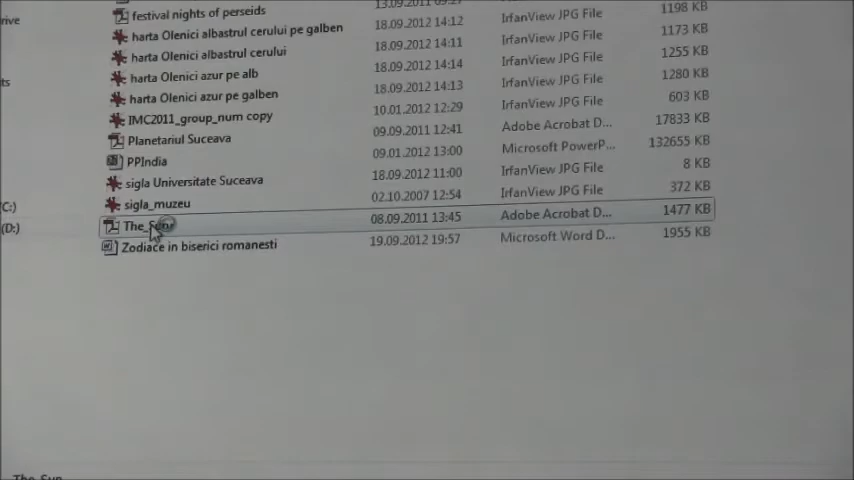 rive
festival nights of perseids 13.09.2011 09:27
harta Olenici albastrul cerului pe galben 18.09.2012 14:12 IrfanView JPG File 1198 KB
harta Olenici albastrul cerului 18.09.2012 14:11 IrfanView JPG File 1173 KB
ts harta Olenici azur pe alb 18.09.2012 14:14 IrfanView JPG File 1255 KB
harta Olenici azur pe galben 18.09.2012 14:13 IrfanView JPG File 1280 KB
IMC2011_group_num copy 10.01.2012 12:29 IrfanView JPG File 603 KB
Planetariul Suceava 09.09.2011 12:41 Adobe Acrobat D... 17833 KB
PPIndia 09.01.2012 13:00 Microsoft PowerP... 132655 KB
sigla Universitate Suceava 18.09.2012 11:00 IrfanView JPG File 8 KB
(C:) sigla_muzeu 02.10.2007 12:54 IrfanView JPG File 372 KB
(D:) The_Sun 08.09.2011 13:45 Adobe Acrobat D... 1477 KB
Zodiace in biserici romanesti 19.09.2012 19:57 Microsoft Word D... 1955 KB
The_Sun